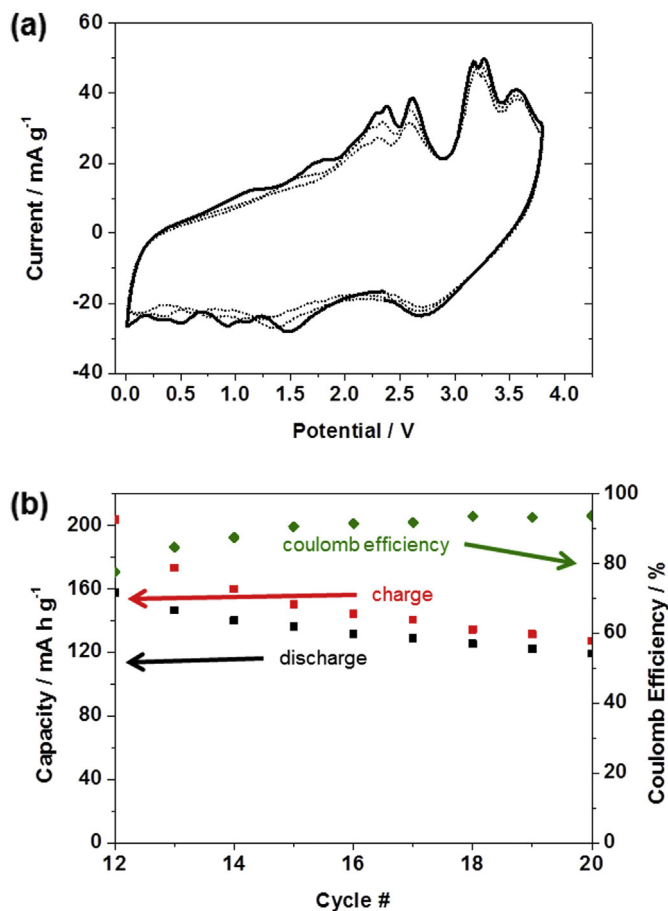 (a)
60
40
20
0
-20
-40
Current / mA g⁻¹
0.0 0.5 1.0 1.5 2.0 2.5 3.0 3.5 4.0
Potential / V
(b)
200
160
120
80
40
0
Capacity / mA h g⁻¹
coulomb efficiency
charge
discharge
100
80
60
40
20
0
Coulomb Efficiency / %
12 14 16 18 20
Cycle #